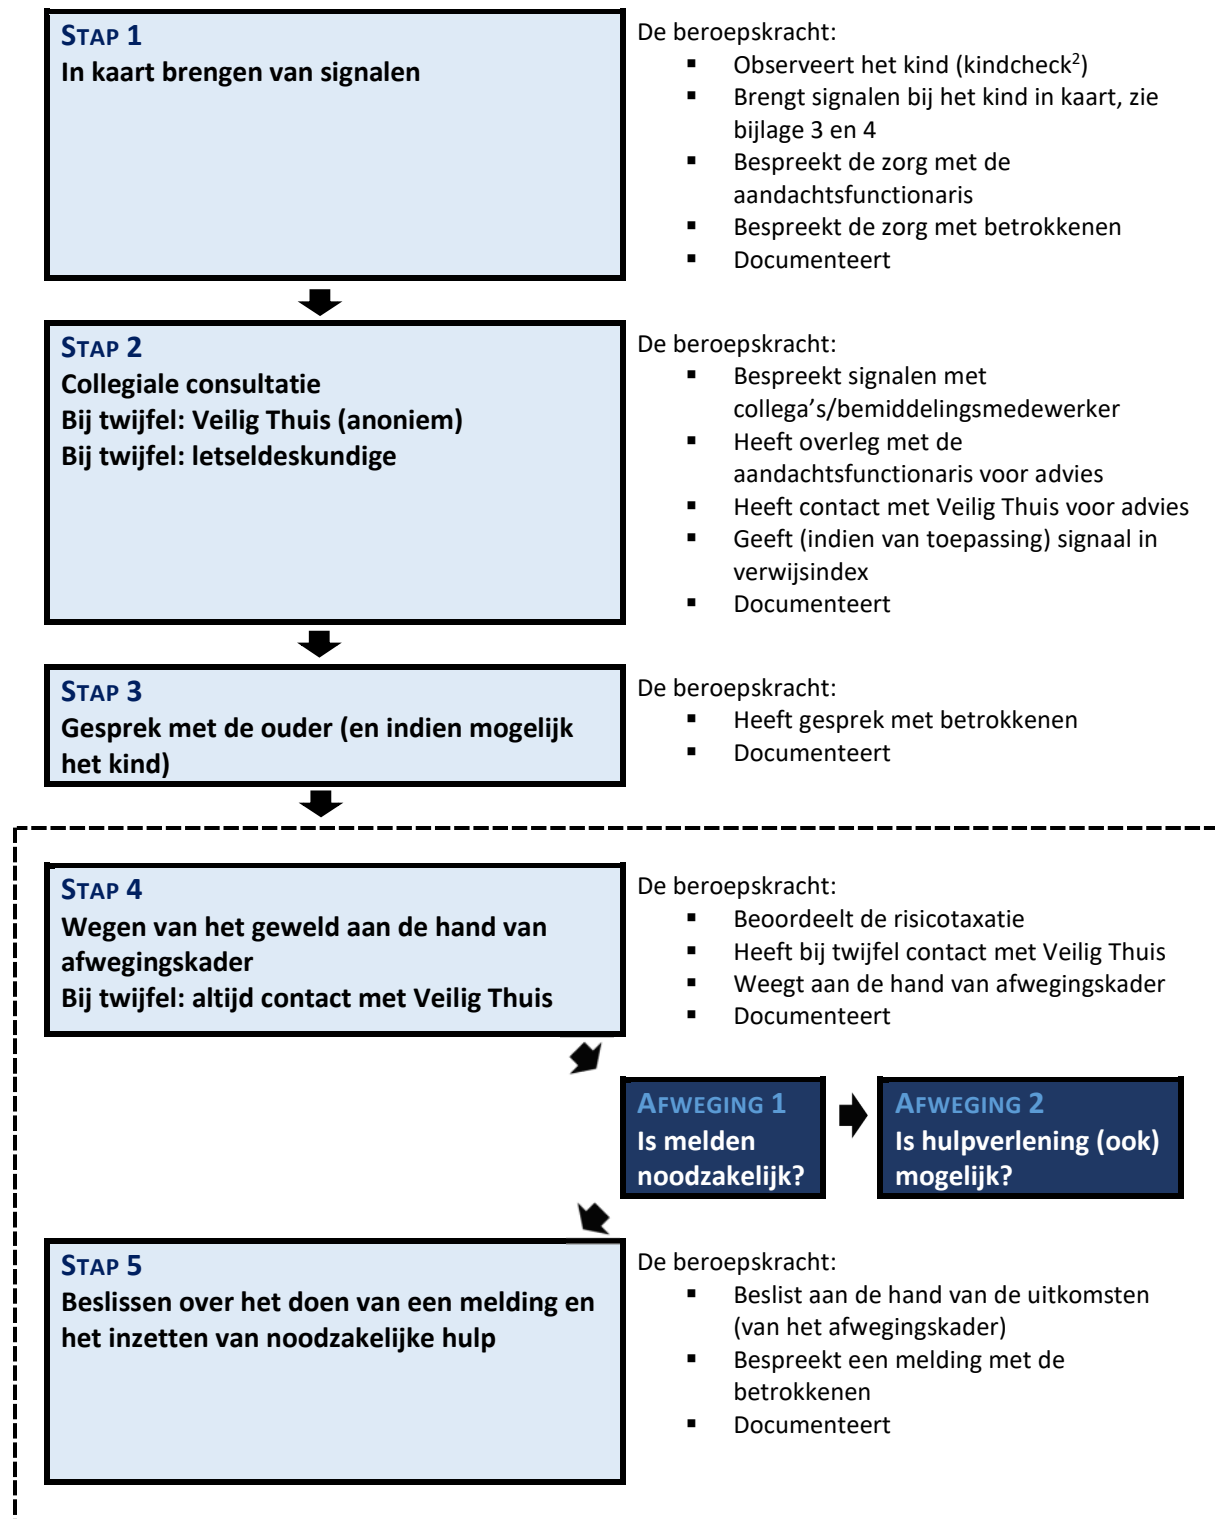 STAP 1
In kaart brengen van signalen
De beroepskracht:
▪ Observeert het kind (kindcheck²)
▪ Brengt signalen bij het kind in kaart, zie
bijlage 3 en 4
▪ Bespreekt de zorg met de
aandachtsfunctionaris
▪ Bespreekt de zorg met betrokkenen
▪ Documenteert
STAP 2
Collegiale consultatie
Bij twijfel: Veilig Thuis (anoniem)
Bij twijfel: letseldeskundige
De beroepskracht:
▪ Bespreekt signalen met
collega’s/bemiddelingsmedewerker
▪ Heeft overleg met de
aandachtsfunctionaris voor advies
▪ Heeft contact met Veilig Thuis voor advies
▪ Geeft (indien van toepassing) signaal in
verwijsindex
▪ Documenteert
STAP 3
Gesprek met de ouder (en indien mogelijk
het kind)
De beroepskracht:
▪ Heeft gesprek met betrokkenen
▪ Documenteert
STAP 4
Wegen van het geweld aan de hand van
afwegingskader
Bij twijfel: altijd contact met Veilig Thuis
De beroepskracht:
▪ Beoordeelt de risicotaxatie
▪ Heeft bij twijfel contact met Veilig Thuis
▪ Weegt aan de hand van afwegingskader
▪ Documenteert
AFWEGING 1
Is melden
noodzakelijk?
AFWEGING 2
Is hulpverlening (ook)
mogelijk?
STAP 5
Beslissen over het doen van een melding en
het inzetten van noodzakelijke hulp
De beroepskracht:
▪ Beslist aan de hand van de uitkomsten
(van het afwegingskader)
▪ Bespreekt een melding met de
betrokkenen
▪ Documenteert